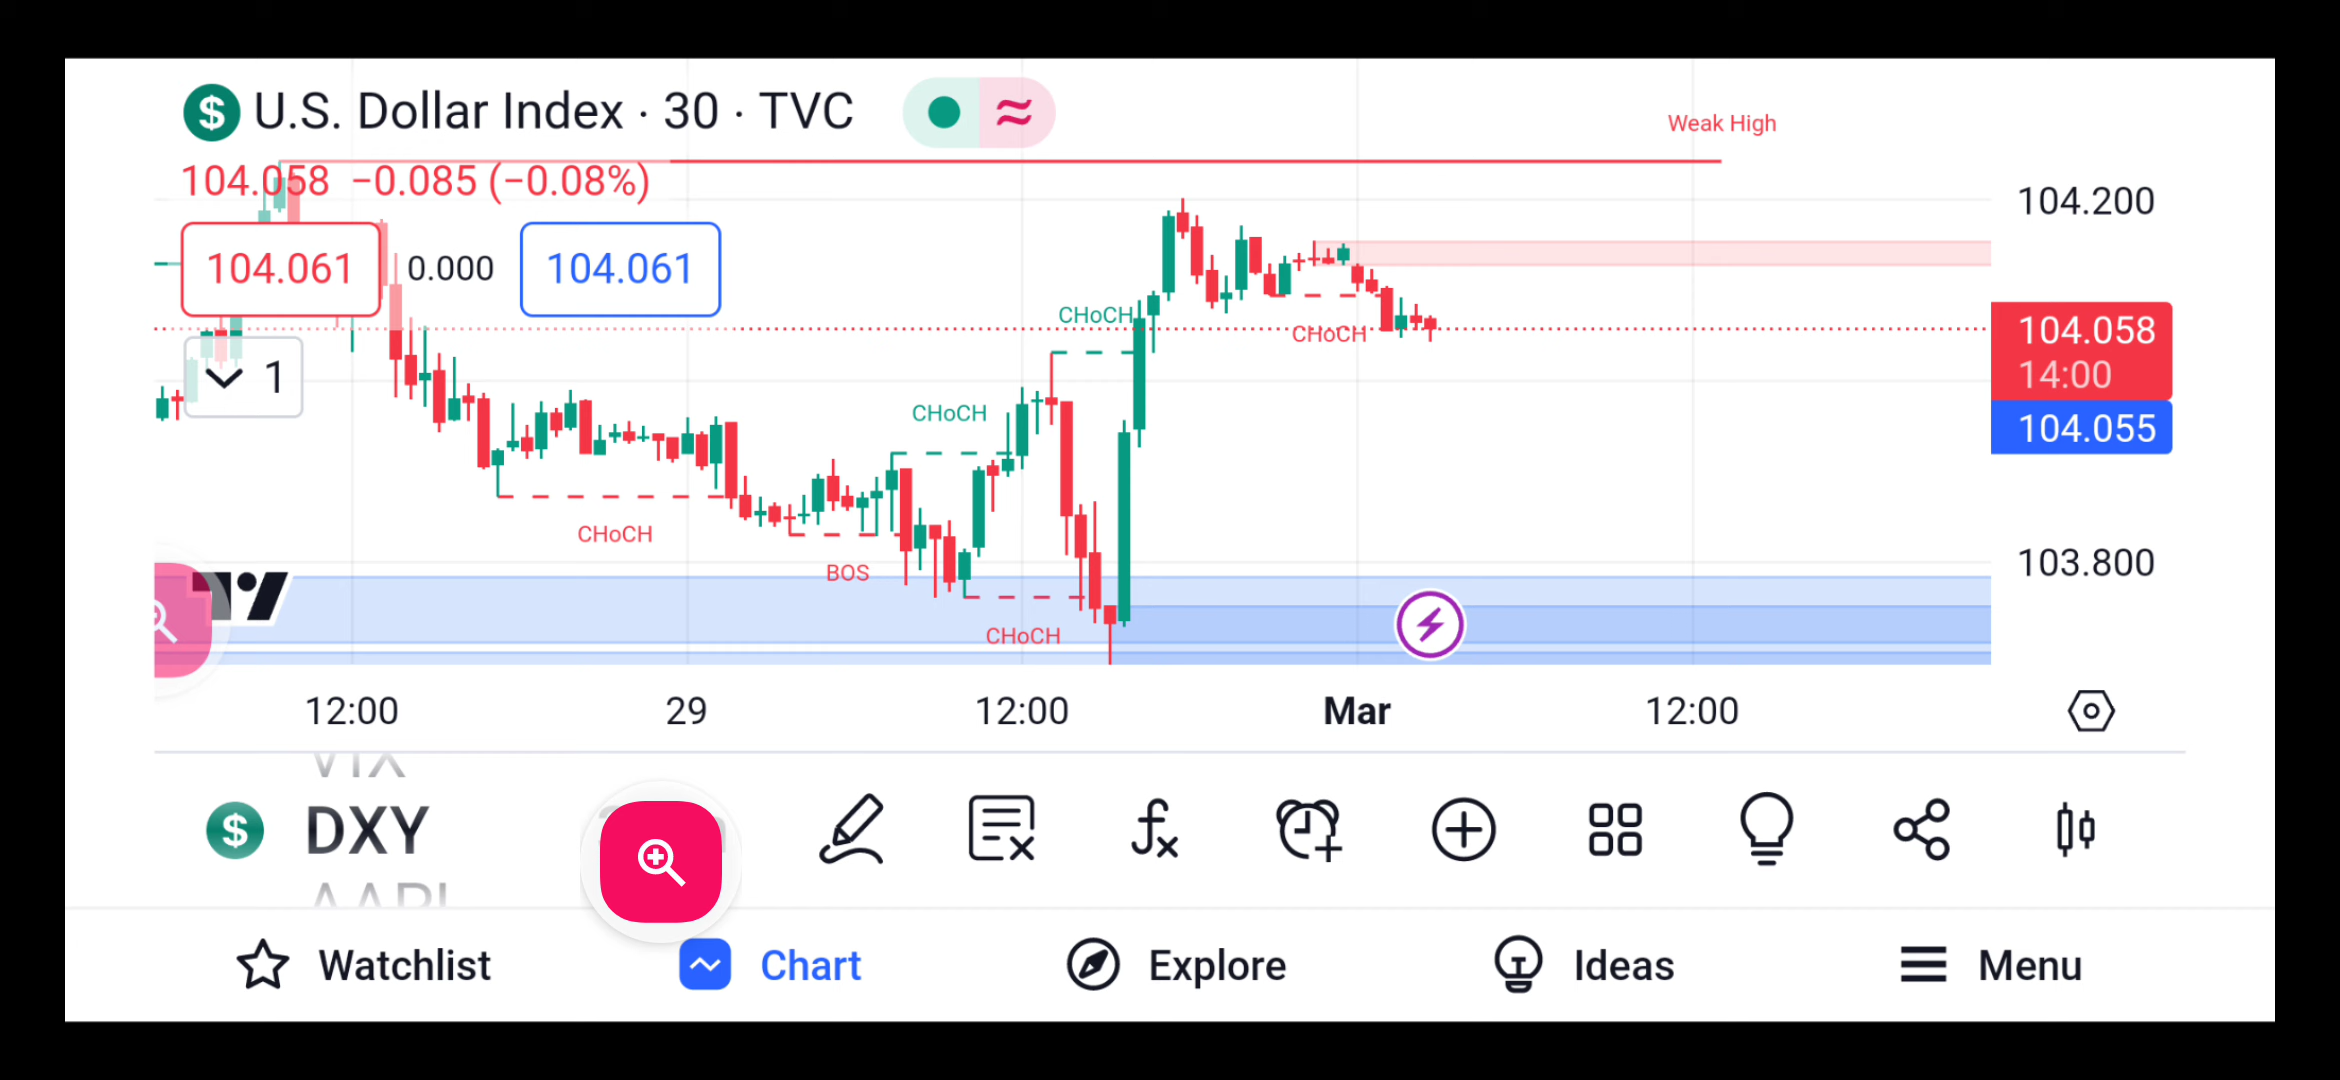 U.S. Dollar Index · 30 · TVC
Weak High
104.058 −0.085 (−0.08%)
104.200
104.061 0.000 104.061
CHoCH
CHoCH
104.058
14:00
1
104.055
CHoCH
CHoCH
BOS
103.800
CHoCH
12:00 29 12:00 Mar 12:00
VIX
DXY
Watchlist Chart Explore Ideas Menu